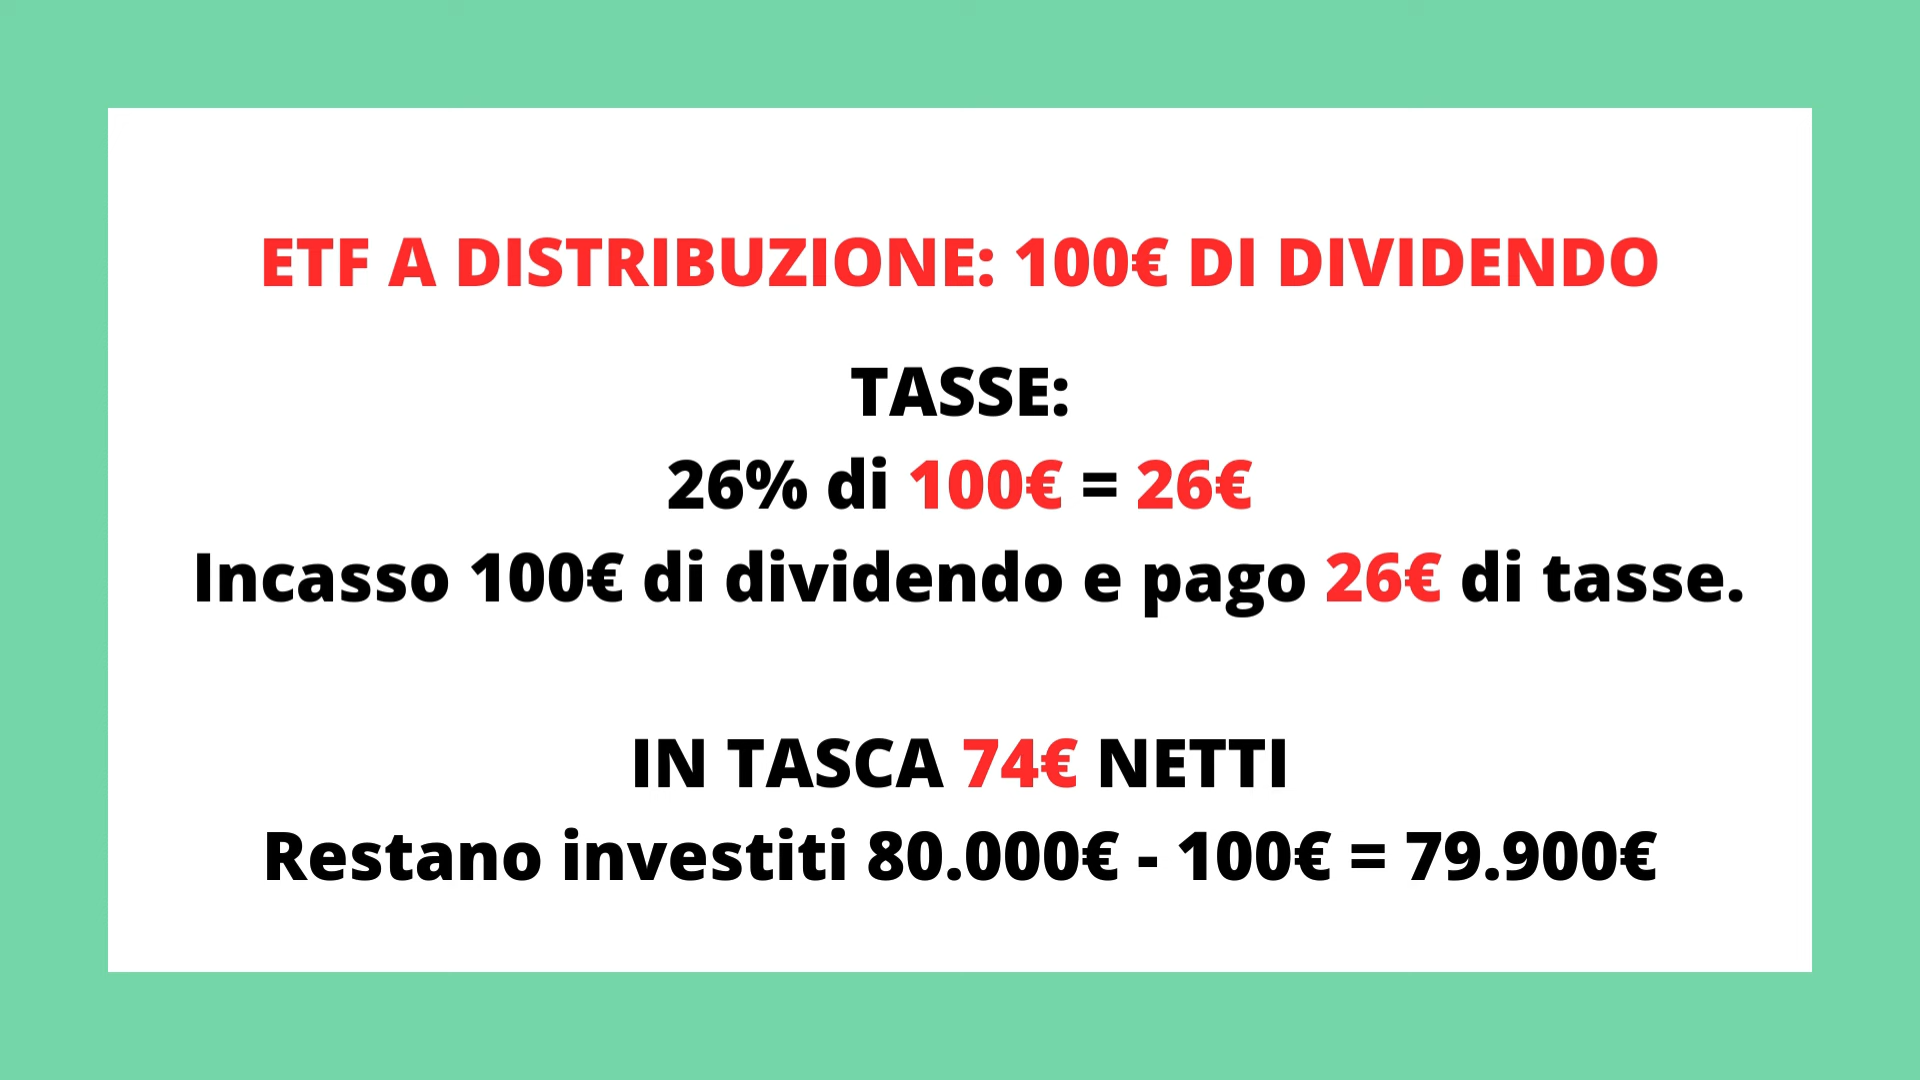 ETF A DISTRIBUZIONE: 100€ DI DIVIDENDO
TASSE:
26% di 100€ = 26€
Incasso 100€ di dividendo e pago 26€ di tasse.
IN TASCA 74€ NETTI
Restano investiti 80.000€ - 100€ = 79.900€